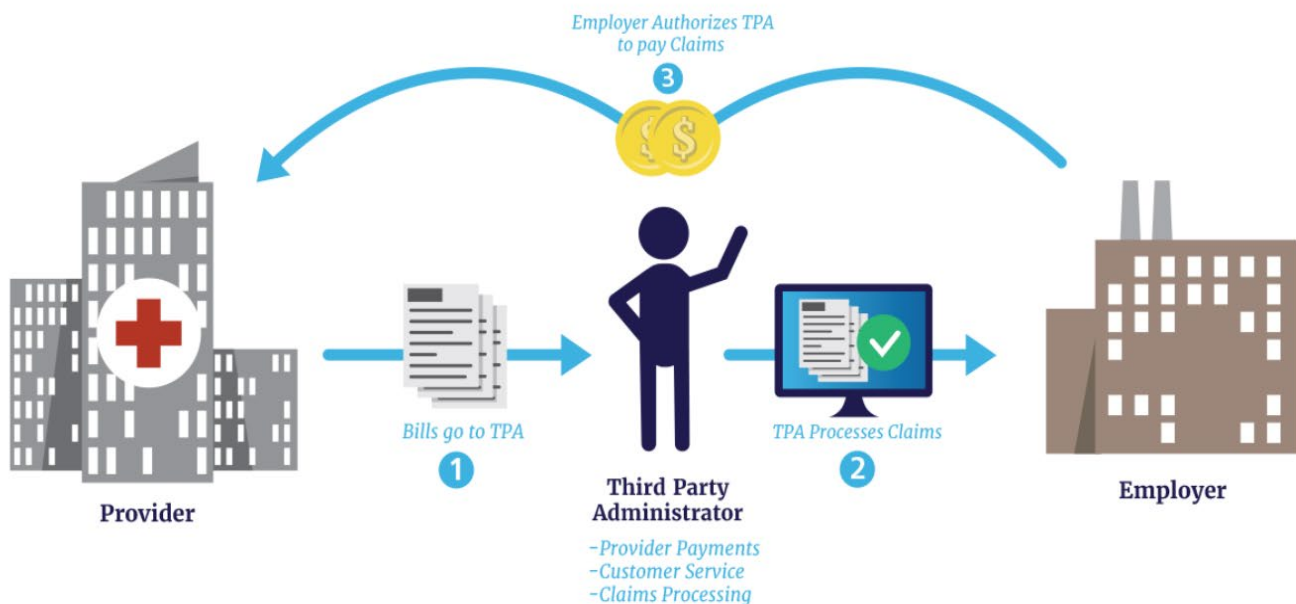 Employer Authorizes TPA
to pay Claims
3
$ $
Bills go to TPA
1
TPA Processes Claims
2
Provider
Third Party
Administrator
-Provider Payments
-Customer Service
-Claims Processing
Employer